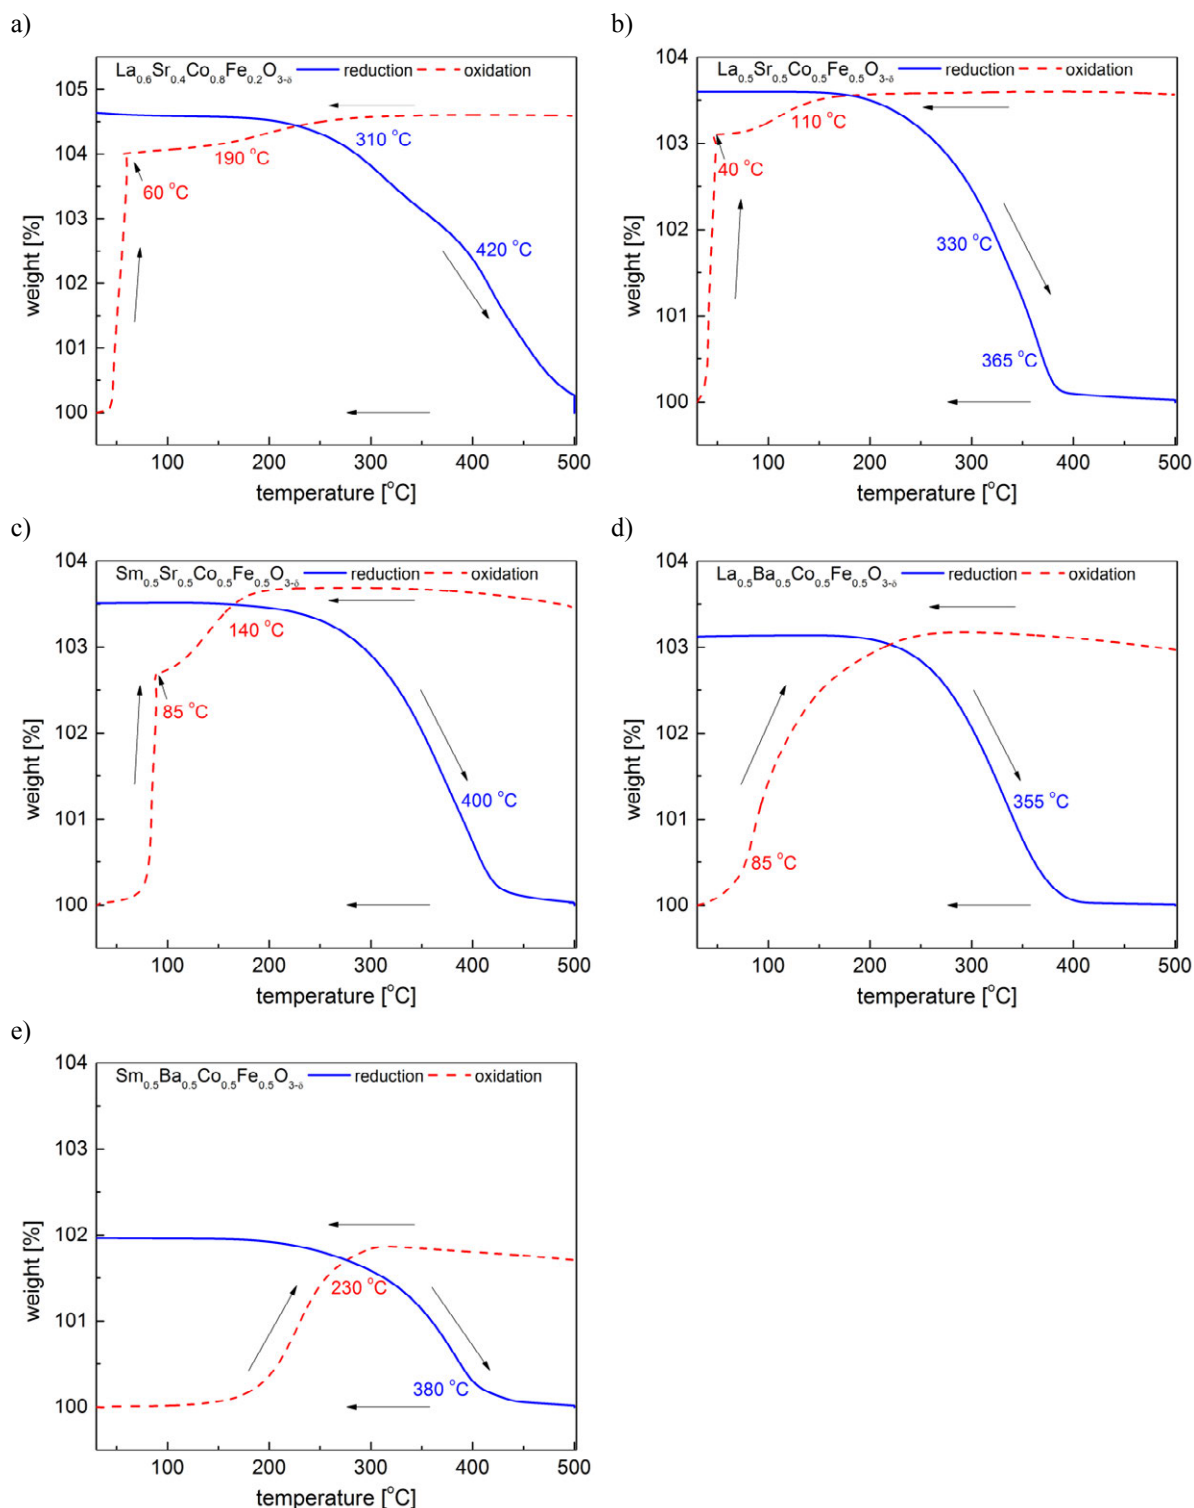 a)
La0.6Sr0.4Co0.8Fe0.2O3-δ reduction oxidation
105
104
103
102
101
100
weight [%]
310 °C
190 °C
60 °C
420 °C
100 200 300 400 500
temperature [°C]
b)
La0.5Sr0.5Co0.5Fe0.5O3-δ reduction oxidation
104
103
102
101
100
weight [%]
110 °C
40 °C
330 °C
365 °C
100 200 300 400 500
temperature [°C]
c)
Sm0.5Sr0.5Co0.5Fe0.5O3-δ reduction oxidation
104
103
102
101
100
weight [%]
140 °C
85 °C
400 °C
100 200 300 400 500
temperature [°C]
d)
La0.5Ba0.5Co0.5Fe0.5O3-δ reduction oxidation
104
103
102
101
100
weight [%]
355 °C
85 °C
100 200 300 400 500
temperature [°C]
e)
Sm0.5Ba0.5Co0.5Fe0.5O3-δ reduction oxidation
104
103
102
101
100
weight [%]
230 °C
380 °C
100 200 300 400 500
temperature [°C]